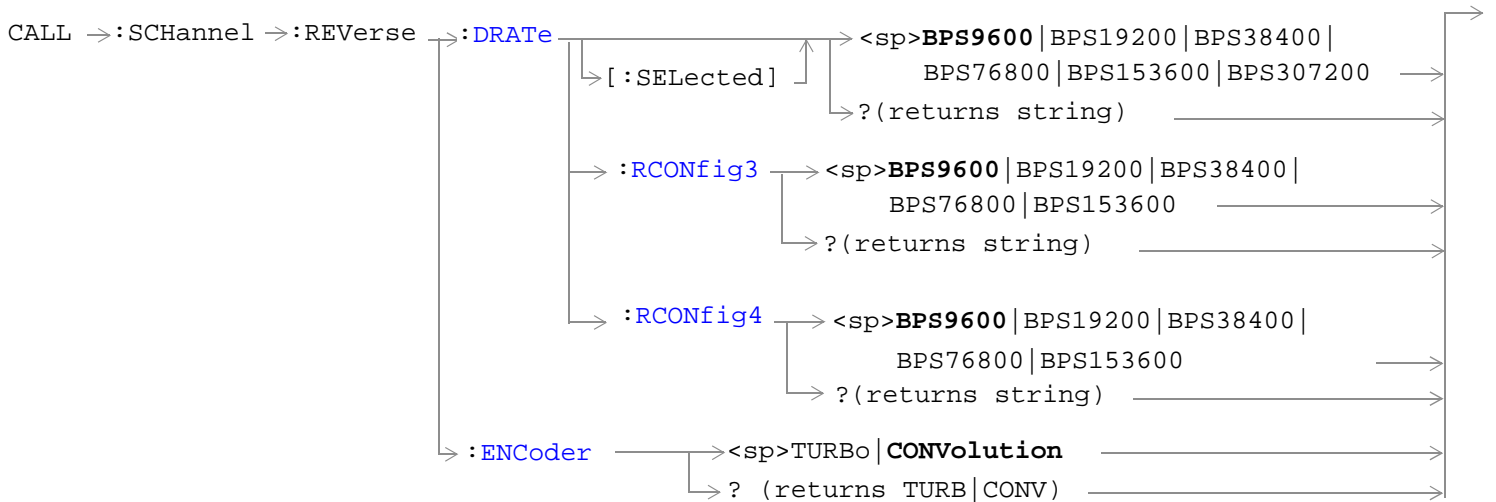 CALL :SCHannel :REVerse :DRATe <sp>BPS9600|BPS19200|BPS38400|
[:SELected] BPS76800|BPS153600|BPS307200
?(returns string)
:RCONfig3 <sp>BPS9600|BPS19200|BPS38400|
BPS76800|BPS153600
?(returns string)
:RCONfig4 <sp>BPS9600|BPS19200|BPS38400|
BPS76800|BPS153600
?(returns string)
:ENCoder <sp>TURBo|CONVolution
? (returns TURB|CONV)